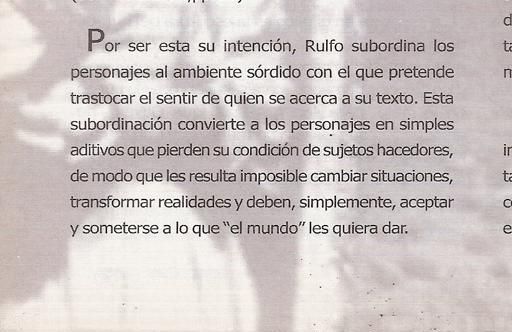 Por ser esta su intención, Rulfo subordina los
personajes al ambiente sórdido con el que pretende
trastocar el sentir de quien se acerca a su texto. Esta
subordinación convierte a los personajes en simples
aditivos que pierden su condición de sujetos hacedores,
de modo que les resulta imposible cambiar situaciones,
transformar realidades y deben, simplemente, aceptar
y someterse a lo que “el mundo” les quiera dar.